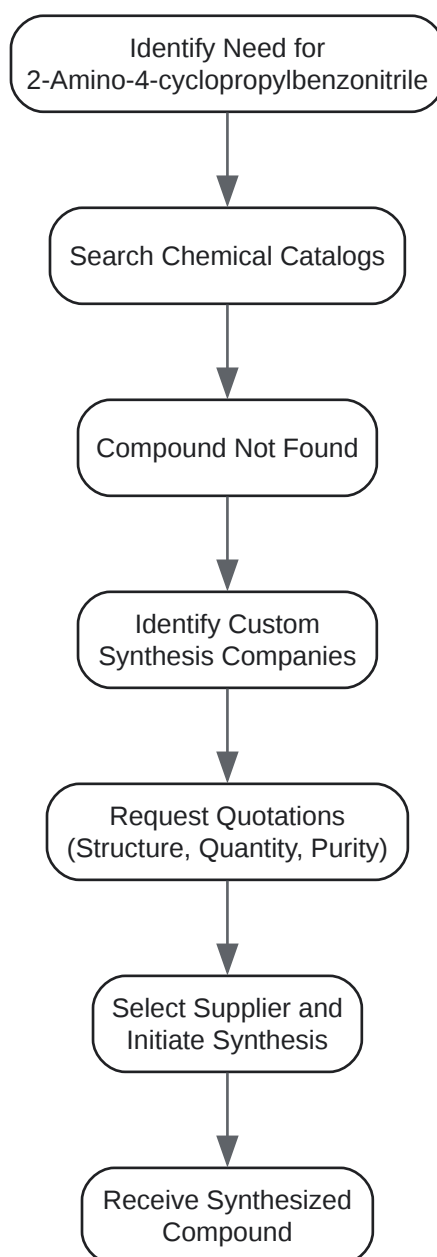 Identify Need for
2-Amino-4-cyclopropylbenzonitrile
Search Chemical Catalogs
Compound Not Found
Identify Custom
Synthesis Companies
Request Quotations
(Structure, Quantity, Purity)
Select Supplier and
Initiate Synthesis
Receive Synthesized
Compound